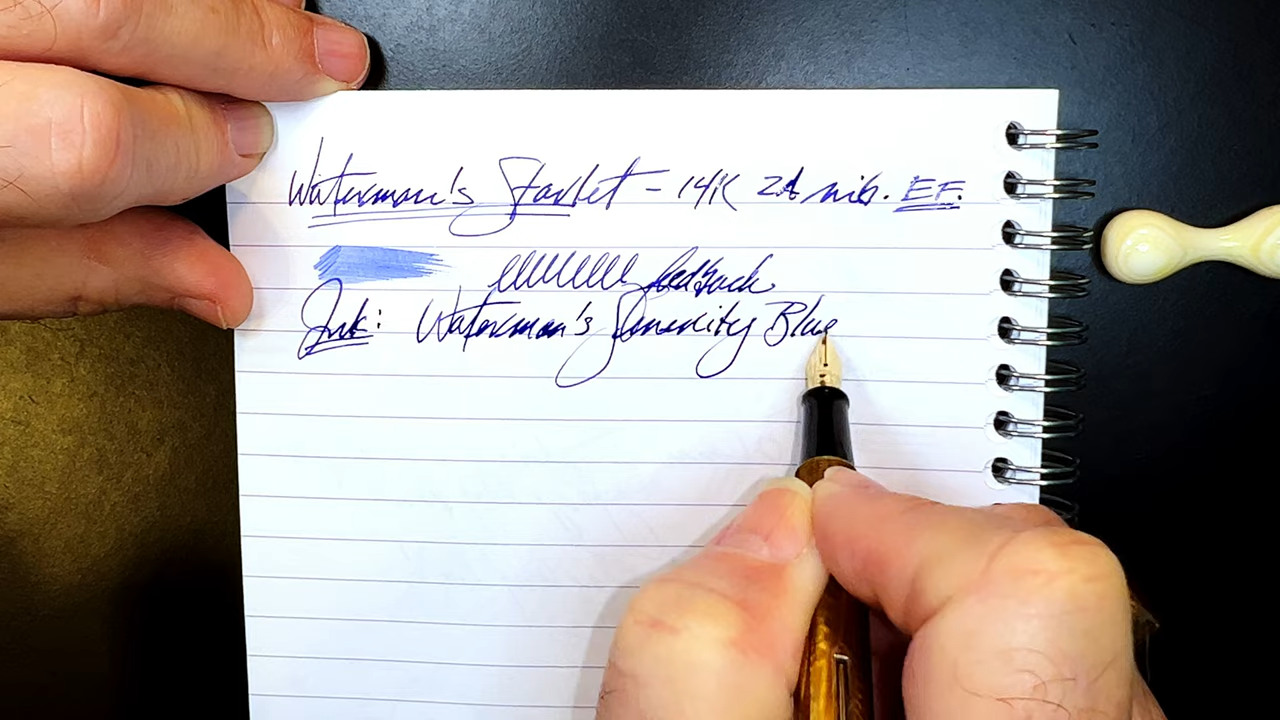 Waterman's Starlet - 14K 2A nib. EF.
feedback
Ink: Waterman's Serenity Blue